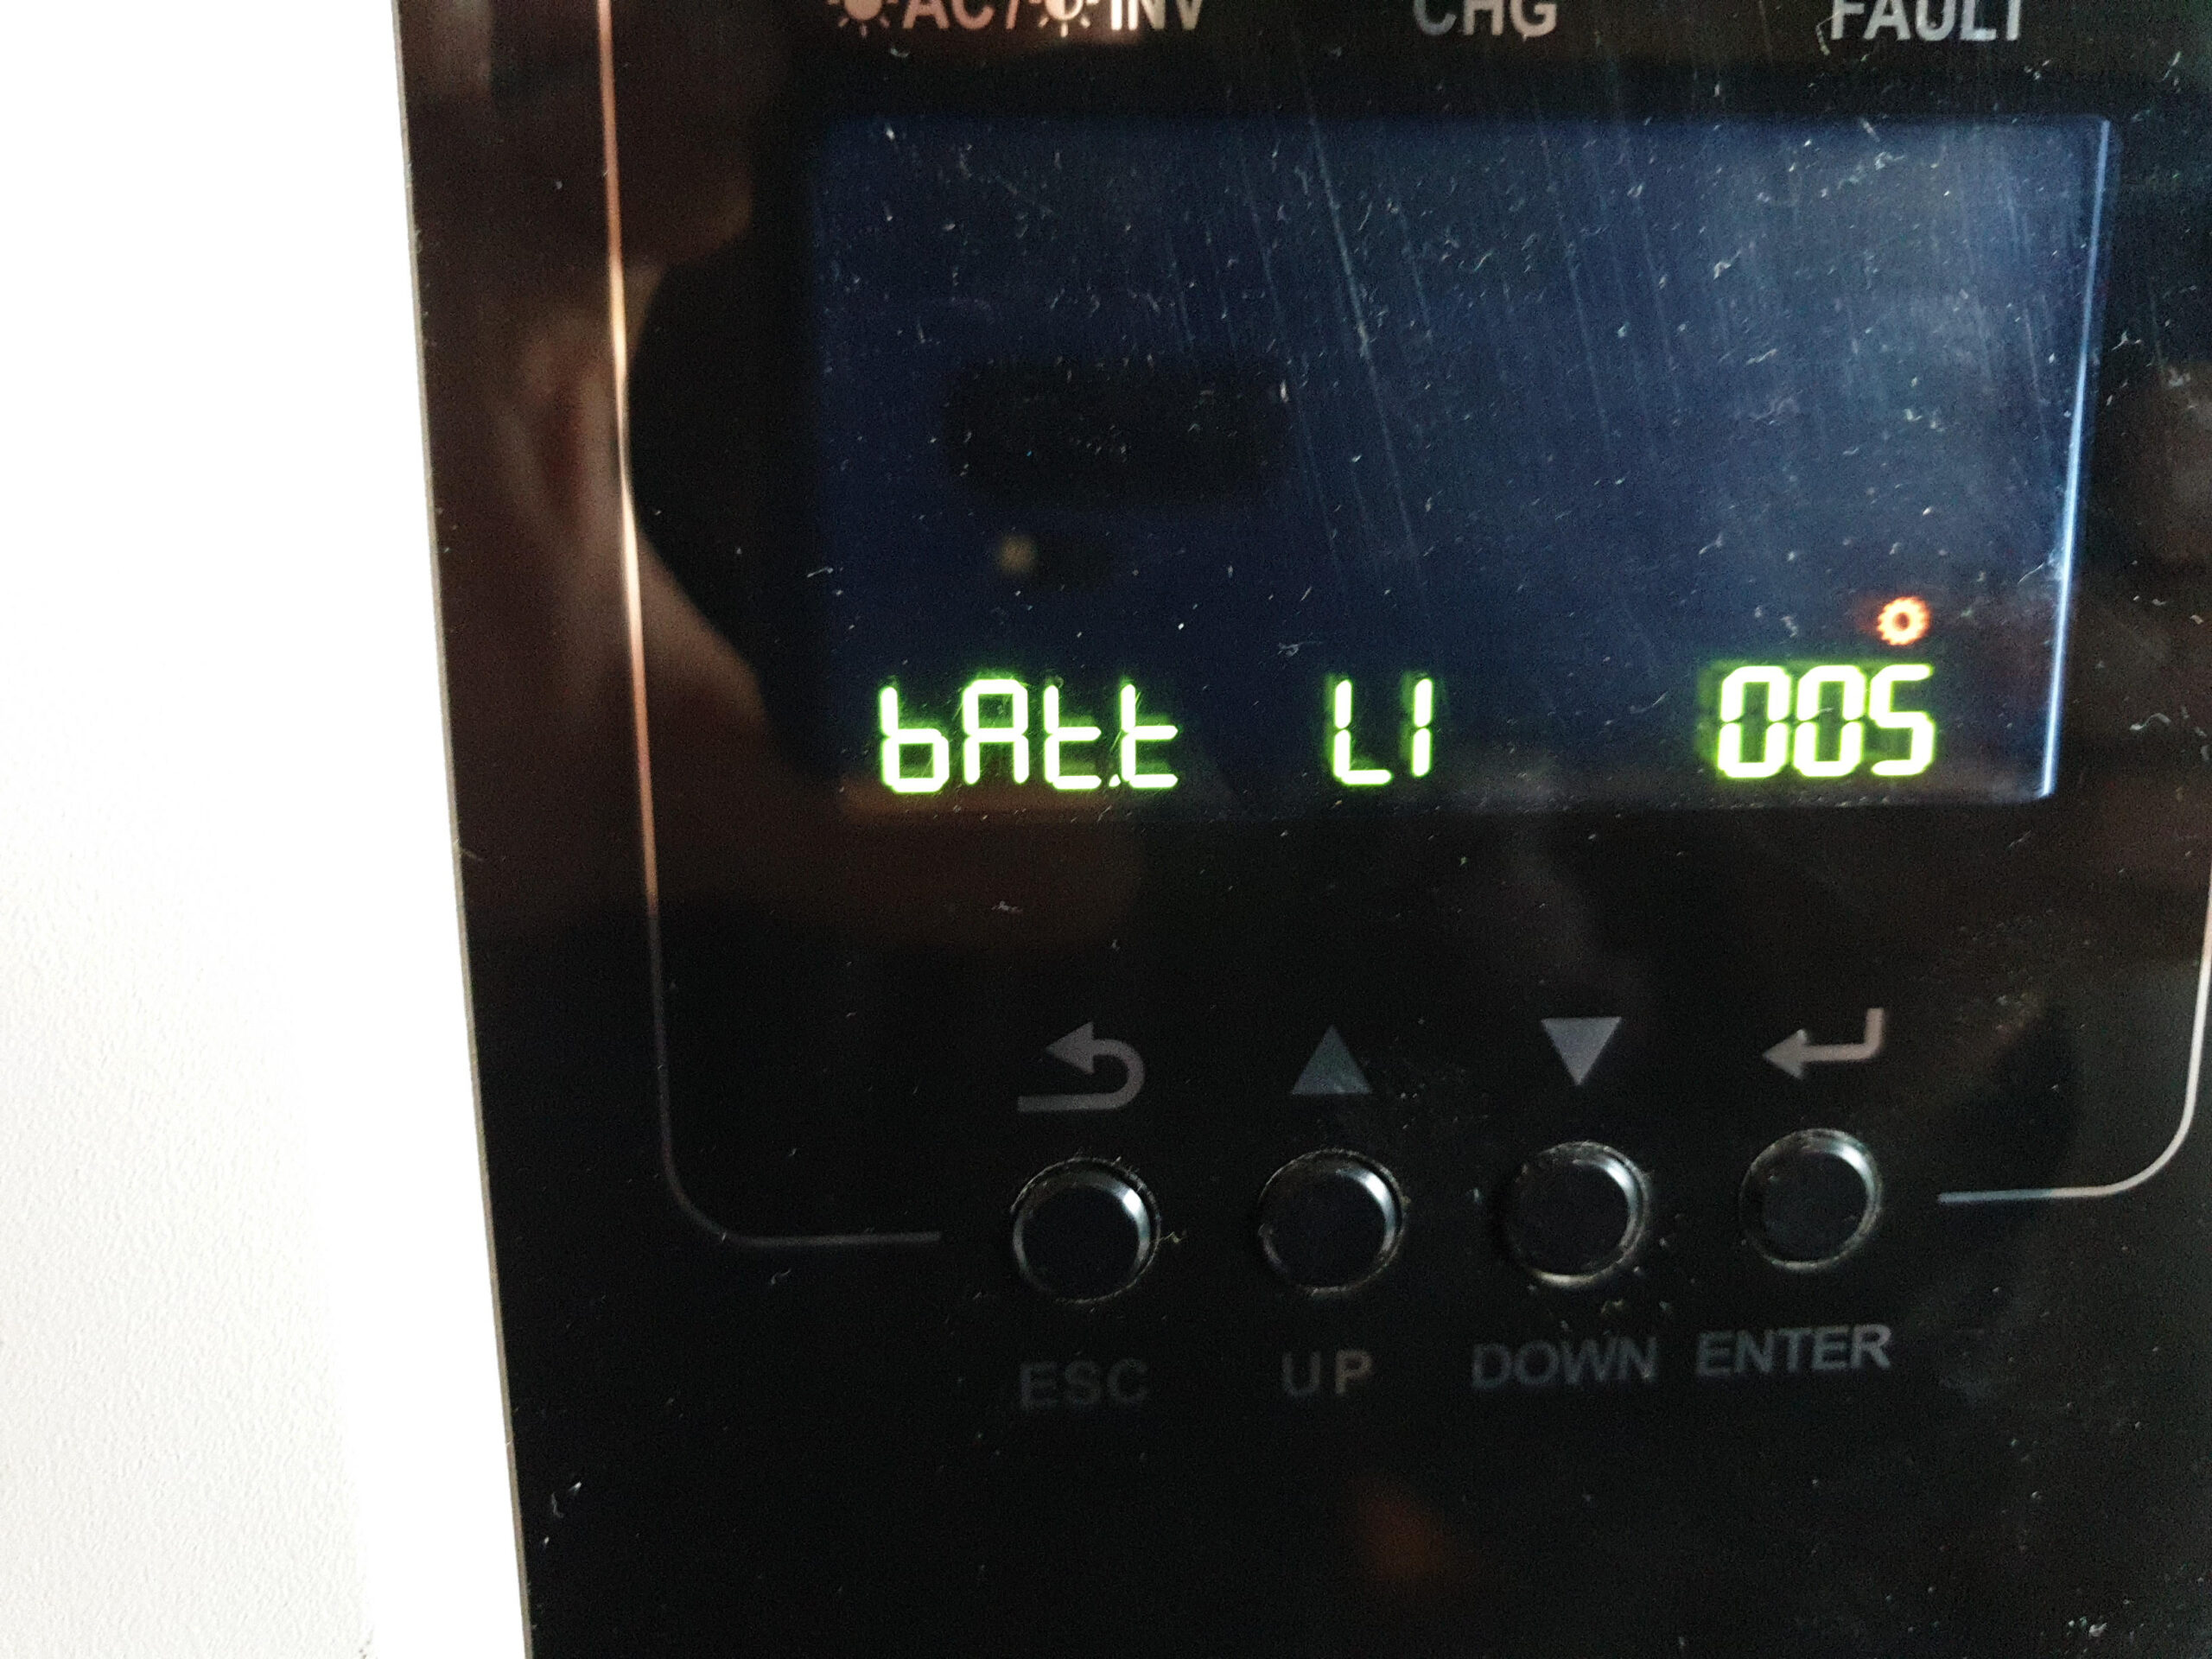 AC/ INV CHG FAULT
bAtt LI 005
ESC UP DOWN ENTER